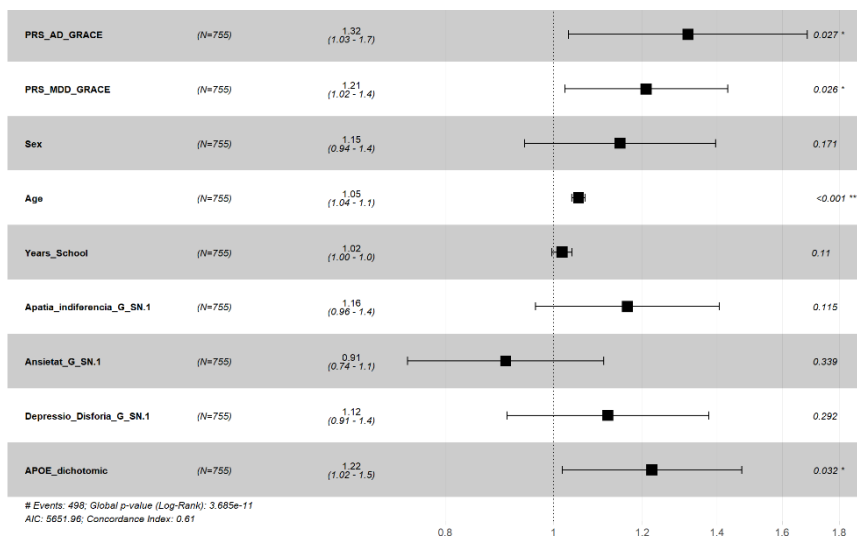 PRS_AD_GRACE (N=755) 1.32 0.027 *
(1.03 - 1.7)
PRS_MDD_GRACE (N=755) 1.21 0.026 *
(1.02 - 1.4)
Sex (N=755) 1.15 0.171
(0.94 - 1.4)
Age (N=755) 1.05 <0.001 **
(1.04 - 1.1)
Years_School (N=755) 1.02 0.11
(1.00 - 1.0)
Apatia_indiferencia_G_SN.1 (N=755) 1.16 0.115
(0.96 - 1.4)
Ansietat_G_SN.1 (N=755) 0.91 0.339
(0.74 - 1.1)
Depressio_Disforia_G_SN.1 (N=755) 1.12 0.292
(0.91 - 1.4)
APOE_dichotomic (N=755) 1.22 0.032 *
(1.02 - 1.5)
# Events: 498; Global p-value (Log-Rank): 3.685e-11
AIC: 5651.96; Concordance Index: 0.61
0.8 1 1.2 1.4 1.6 1.8